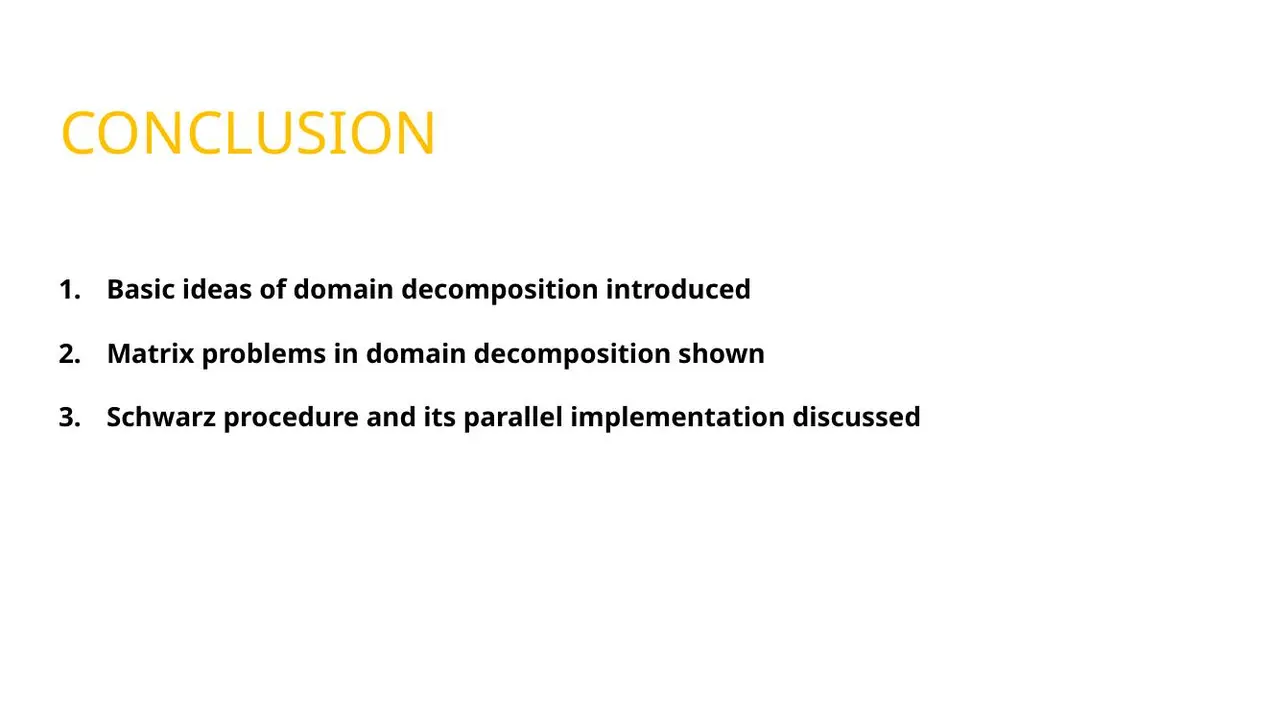 CONCLUSION
1. Basic ideas of domain decomposition introduced
2. Matrix problems in domain decomposition shown
3. Schwarz procedure and its parallel implementation discussed